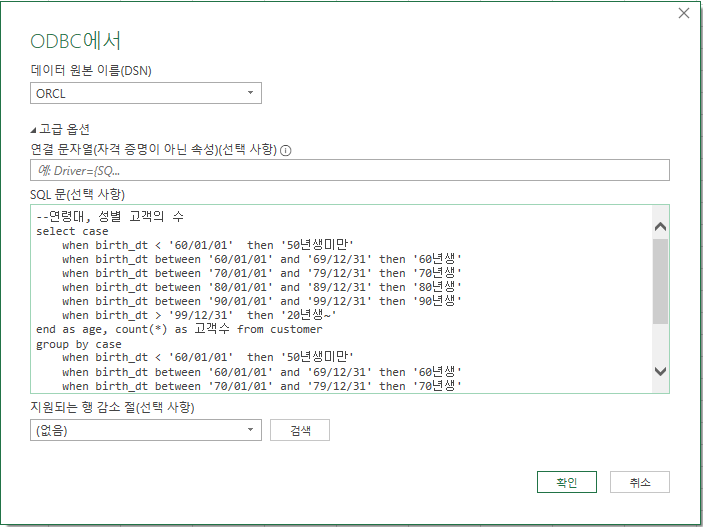 ODBC에서
데이터 원본 이름(DSN)
ORCL
고급 옵션
연결 문자열(자격 증명이 아닌 속성)(선택 사항)
예: Driver={SQ...
SQL 문(선택 사항)
--연령대, 성별 고객의 수
select case
when birth_dt < '60/01/01'  then '50년생미만'
when birth_dt between '60/01/01' and '69/12/31' then '60년생'
when birth_dt between '70/01/01' and '79/12/31' then '70년생'
when birth_dt between '80/01/01' and '89/12/31' then '80년생'
when birth_dt between '90/01/01' and '99/12/31' then '90년생'
when birth_dt > '99/12/31'  then '20년생~'
end as age, count(*) as 고객수 from customer
group by case
when birth_dt < '60/01/01'  then '50년생미만'
when birth_dt between '60/01/01' and '69/12/31' then '60년생'
when birth_dt between '70/01/01' and '79/12/31' then '70년생'
지원되는 행 감소 절(선택 사항)
(없음)
검색
확인
취소